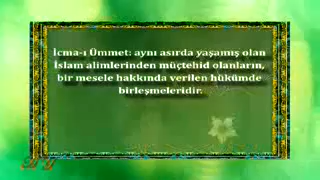 İcma-ı Ümmet: aynı asırda yaşamış olan
İslam alimlerinden müçtehid olanların,
bir mesele hakkında verilen hükümde
birleşmeleridir.